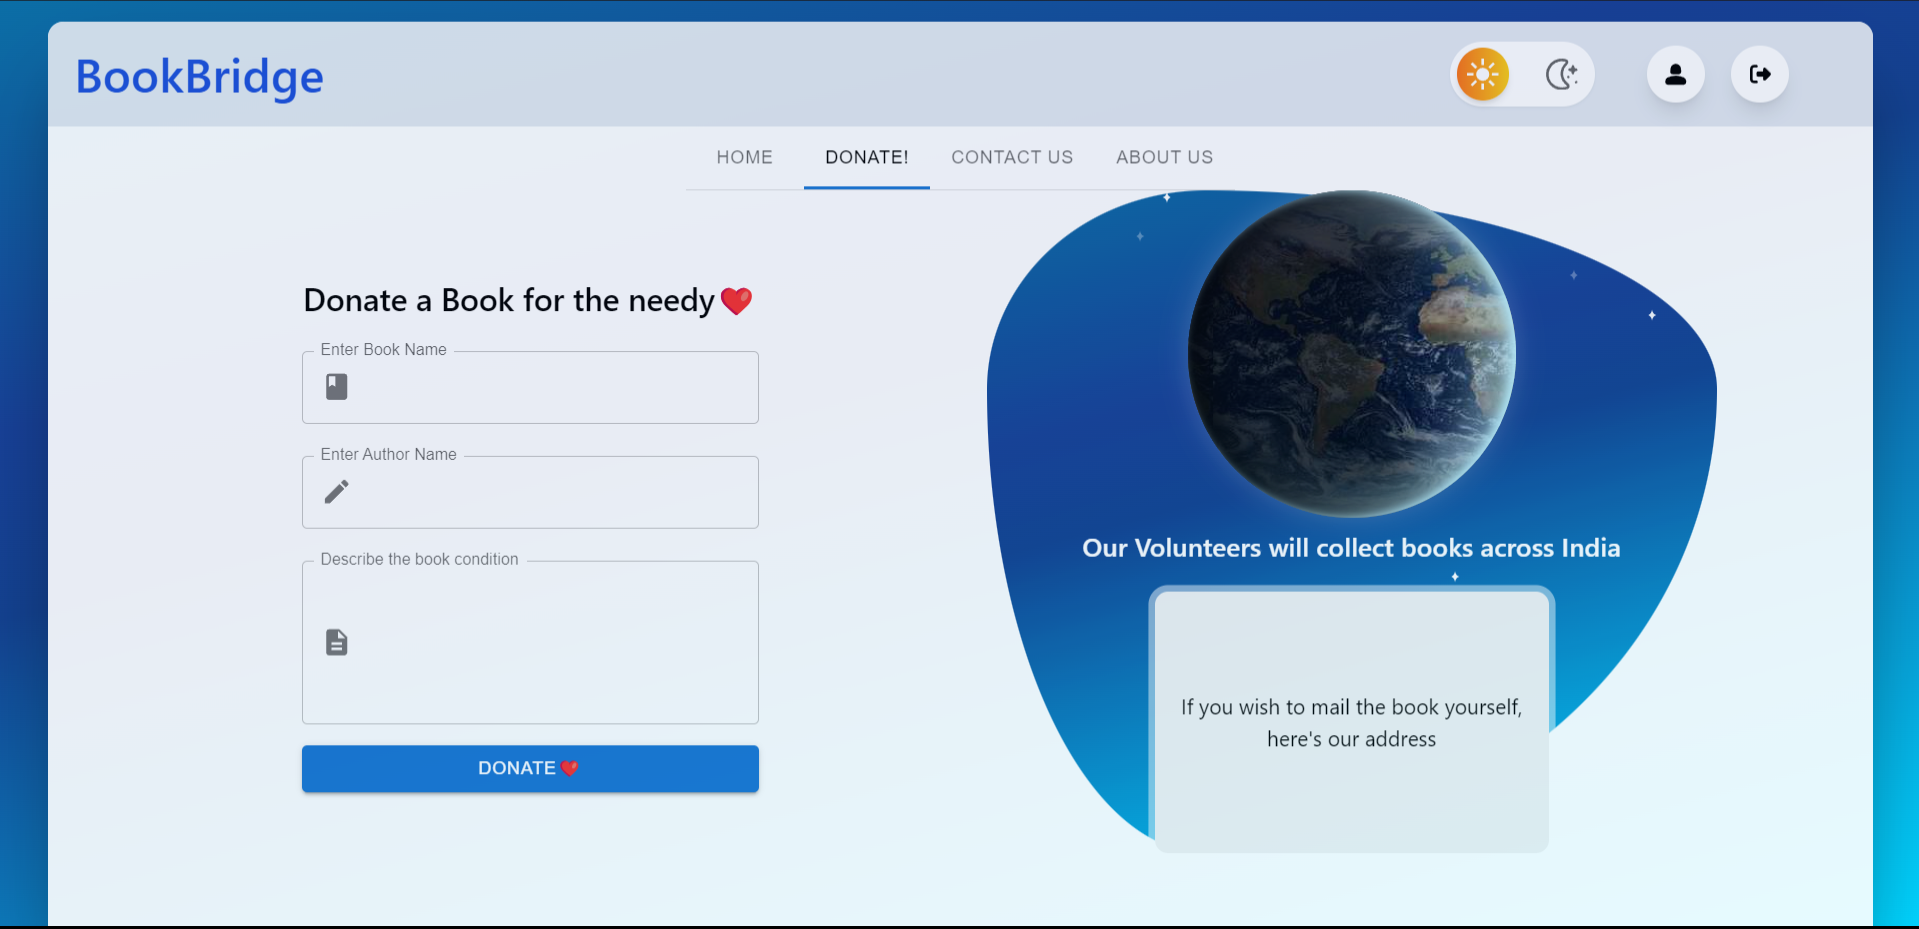 BookBridge
HOME
DONATE!
CONTACT US
ABOUT US
Donate a Book for the needy❤️
Enter Book Name
Enter Author Name
Describe the book condition
DONATE❤️
Our Volunteers will collect books across India
If you wish to mail the book yourself,
here's our address